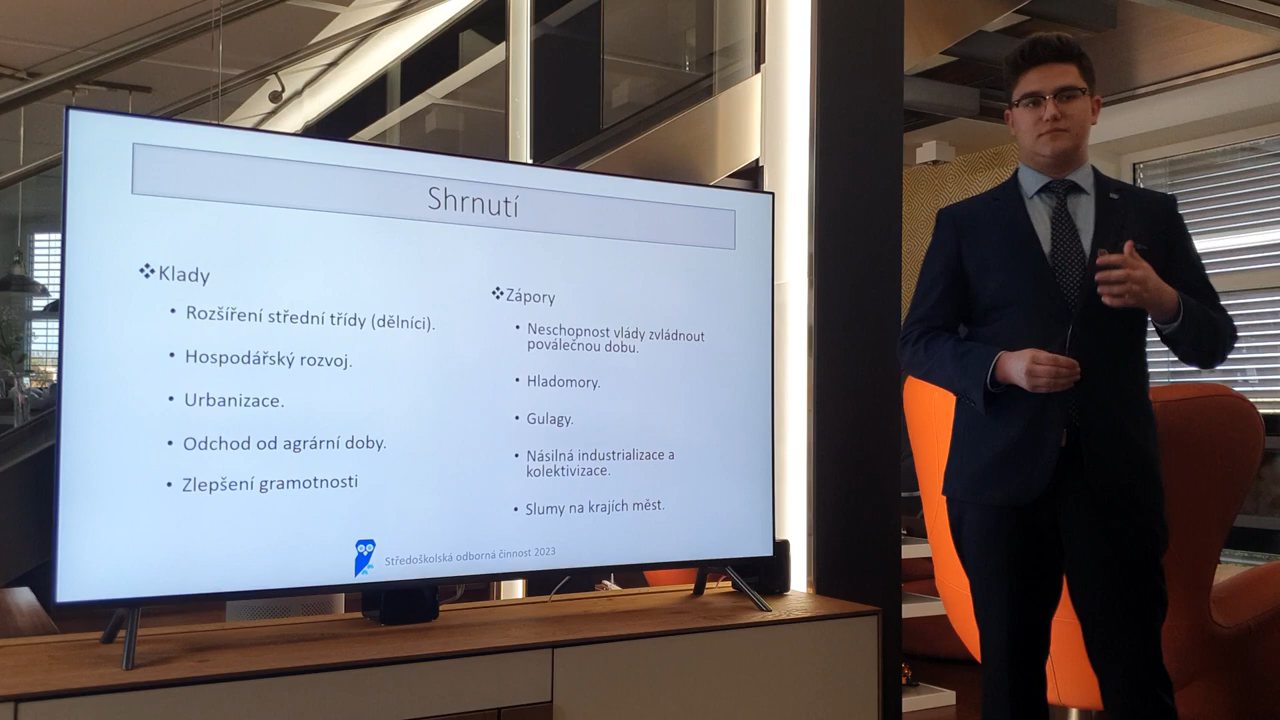 Shrnutí
❖Klady
• Rozšíření střední třídy (dělníci).
• Hospodářský rozvoj.
• Urbanizace.
• Odchod od agrární doby.
• Zlepšení gramotnosti
❖Zápory
• Neschopnost vlády zvládnout
poválečnou dobu.
• Hladomory.
• Gulagy.
• Násilná industrializace a
kolektivizace.
• Slumy na krajích měst.
Středoškolská odborná činnost 2023